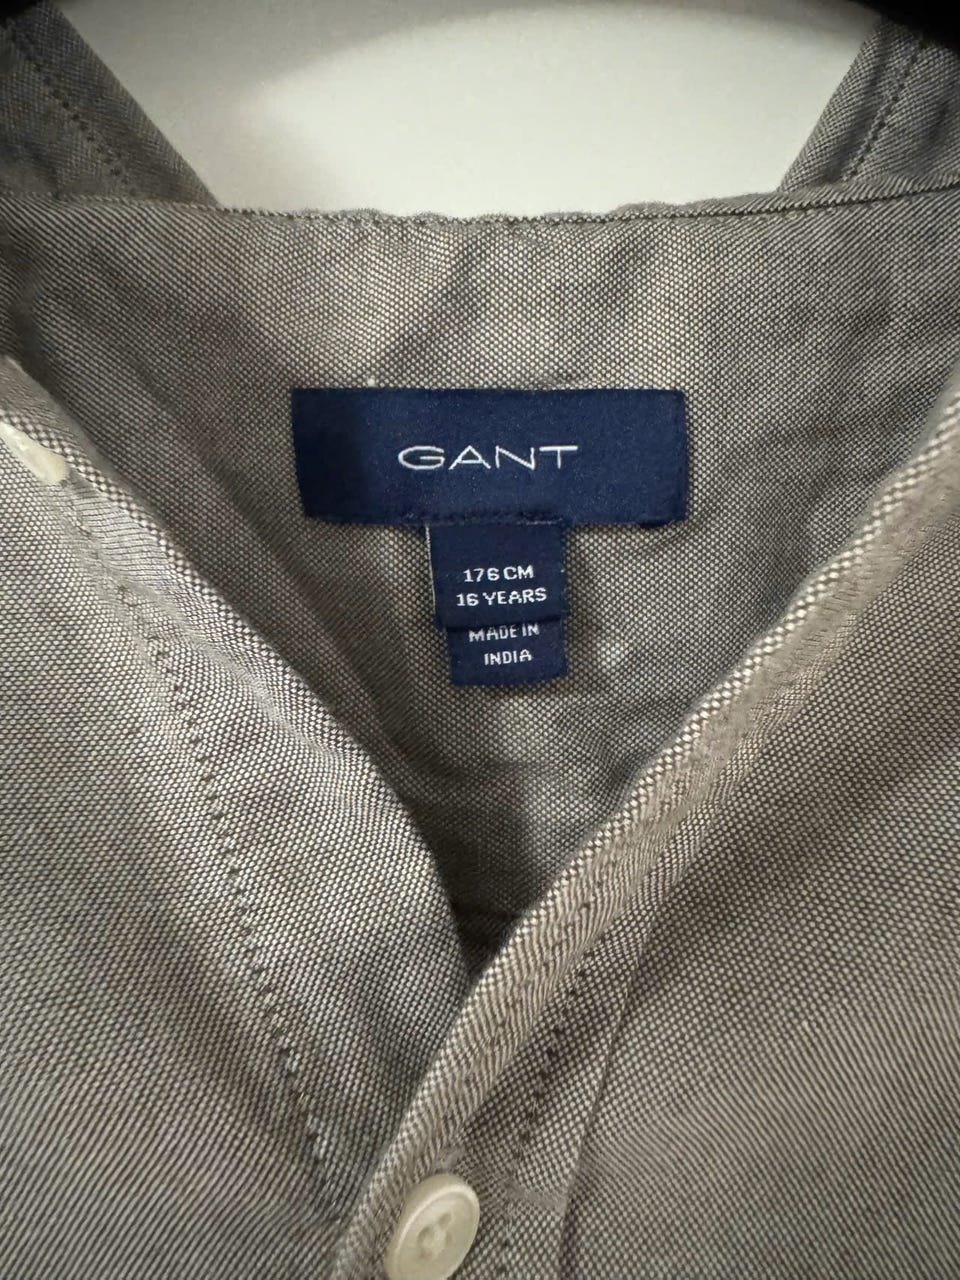 GANT
176 CM
16 YEARS
MADE IN
INDIA